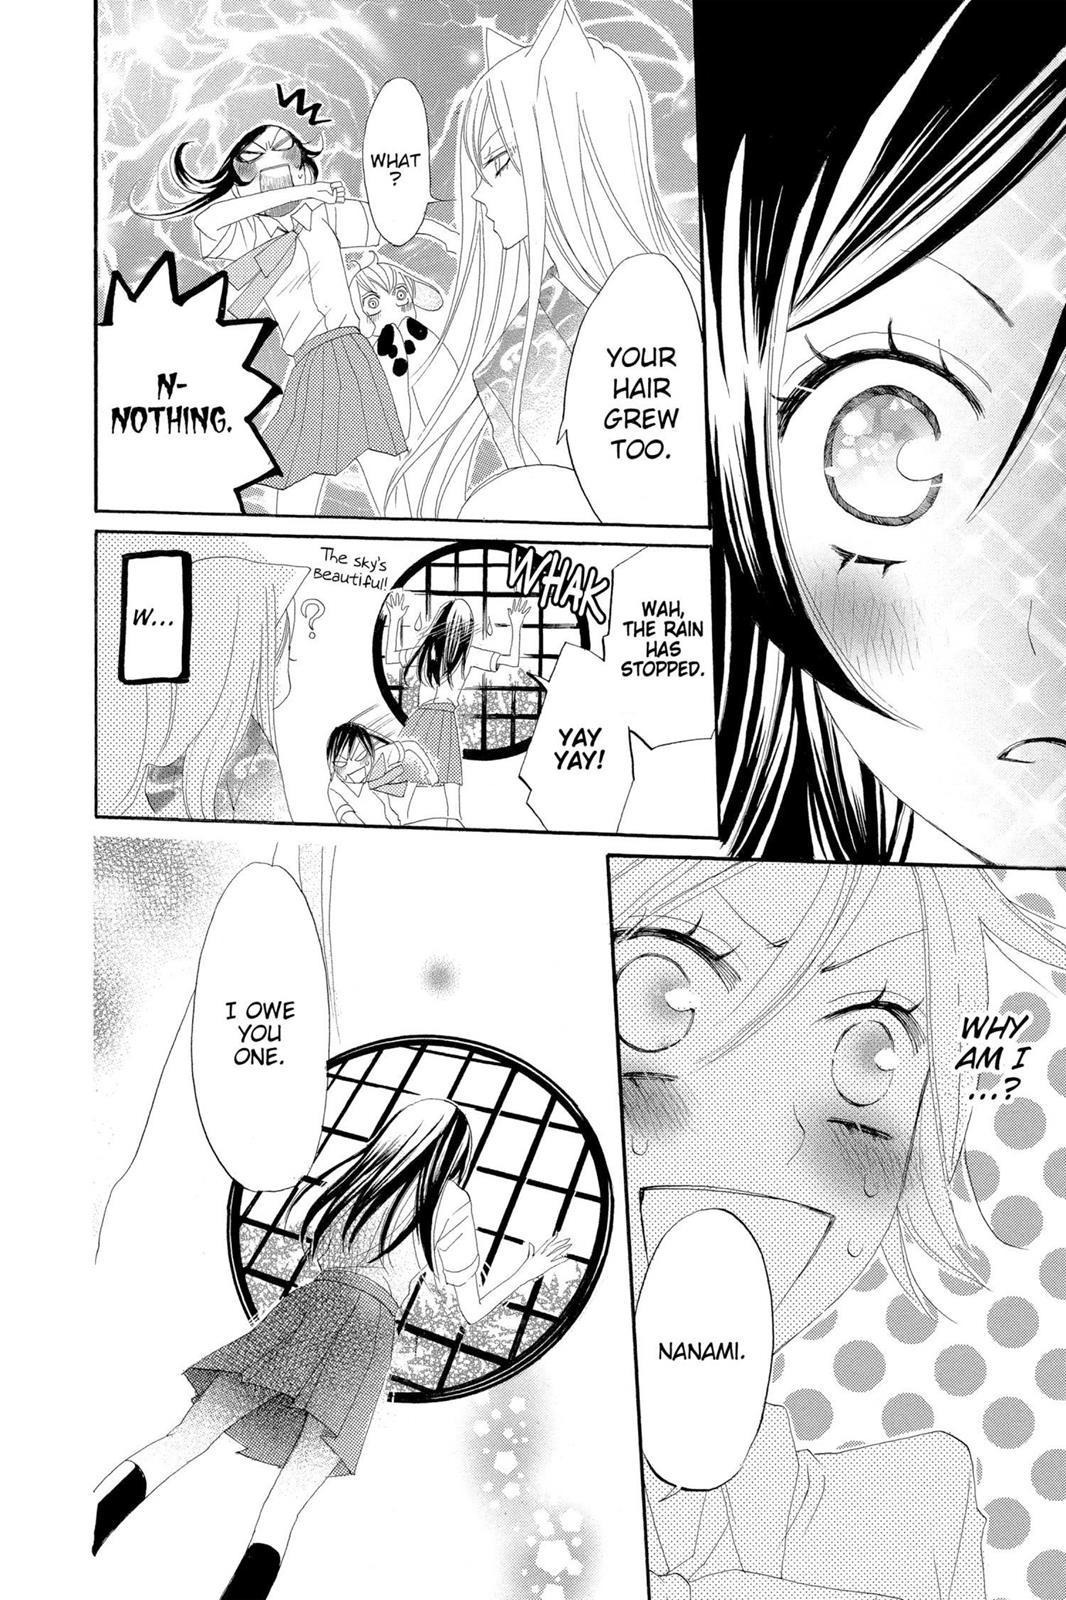 YOUR
HAIR
GREW
TOO.
WHAT
?
N-
NOTHING.
WAH,
THE RAIN
HAS
STOPPED.
YAY
YAY!
WHAK
The sky's
Beautiful!
?
W...
WHY
AM I
...?
NANAMI.
I OWE
YOU
ONE.